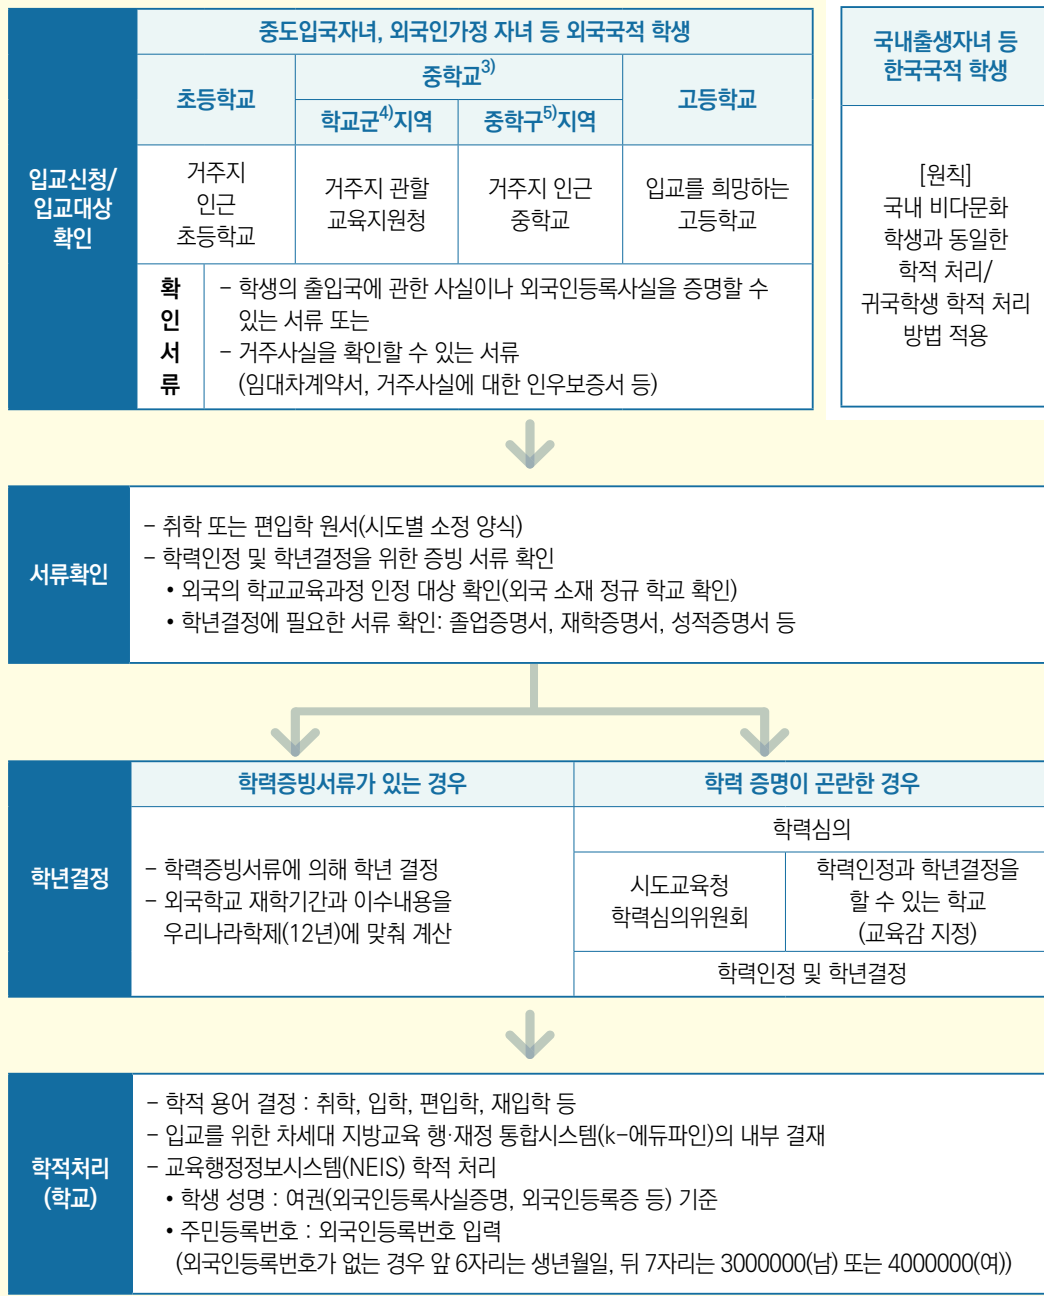 중도입국자녀, 외국인가정 자녀 등 외국국적 학생
초등학교
중학교3)
학교군4)지역
중학구5)지역
고등학교
입교신청/
입교대상
확인
거주지
인근
초등학교
거주지 관할
교육지원청
거주지 인근
중학교
입교를 희망하는
고등학교
확
인
서
류
– 학생의 출입국에 관한 사실이나 외국인등록사실을 증명할 수
있는 서류 또는
– 거주사실을 확인할 수 있는 서류
(임대차계약서, 거주사실에 대한 인우보증서 등)
국내출생자녀 등
한국국적 학생
[원칙]
국내 비다문화
학생과 동일한
학적 처리/
귀국학생 학적 처리
방법 적용
서류확인
– 취학 또는 편입학 원서(시도별 소정 양식)
– 학력인정 및 학년결정을 위한 증빙 서류 확인
• 외국의 학교교육과정 인정 대상 확인(외국 소재 정규 학교 확인)
• 학년결정에 필요한 서류 확인: 졸업증명서, 재학증명서, 성적증명서 등
학년결정
학력증빙서류가 있는 경우
– 학력증빙서류에 의해 학년 결정
– 외국학교 재학기간과 이수내용을
우리나라학제(12년)에 맞춰 계산
학력 증명이 곤란한 경우
학력심의
시도교육청
학력심의위원회
학력인정과 학년결정을
할 수 있는 학교
(교육감 지정)
학력인정 및 학년결정
학적처리
(학교)
– 학적 용어 결정 : 취학, 입학, 편입학, 재입학 등
– 입교를 위한 차세대 지방교육 행·재정 통합시스템(k-에듀파인)의 내부 결재
– 교육행정정보시스템(NEIS) 학적 처리
• 학생 성명 : 여권(외국인등록사실증명, 외국인등록증 등) 기준
• 주민등록번호 : 외국인등록번호 입력
(외국인등록번호가 없는 경우 앞 6자리는 생년월일, 뒤 7자리는 3000000(남) 또는 4000000(여))